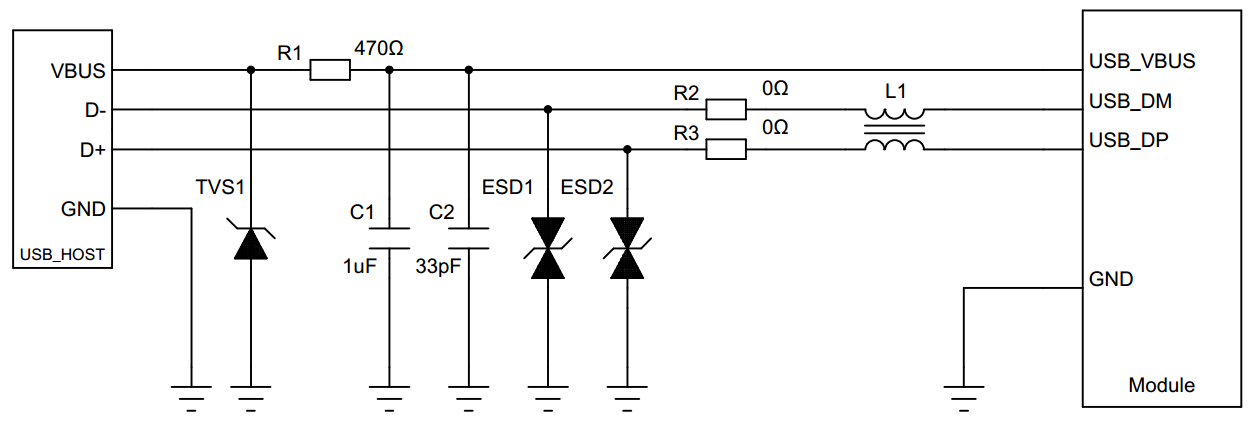 R1 470Ω
VBUS
D-
D+
GND
USB_HOST
TVS1
C1
1uF
C2
33pF
ESD1
ESD2
R2 0Ω
R3 0Ω
L1
USB_VBUS
USB_DM
USB_DP
GND
Module